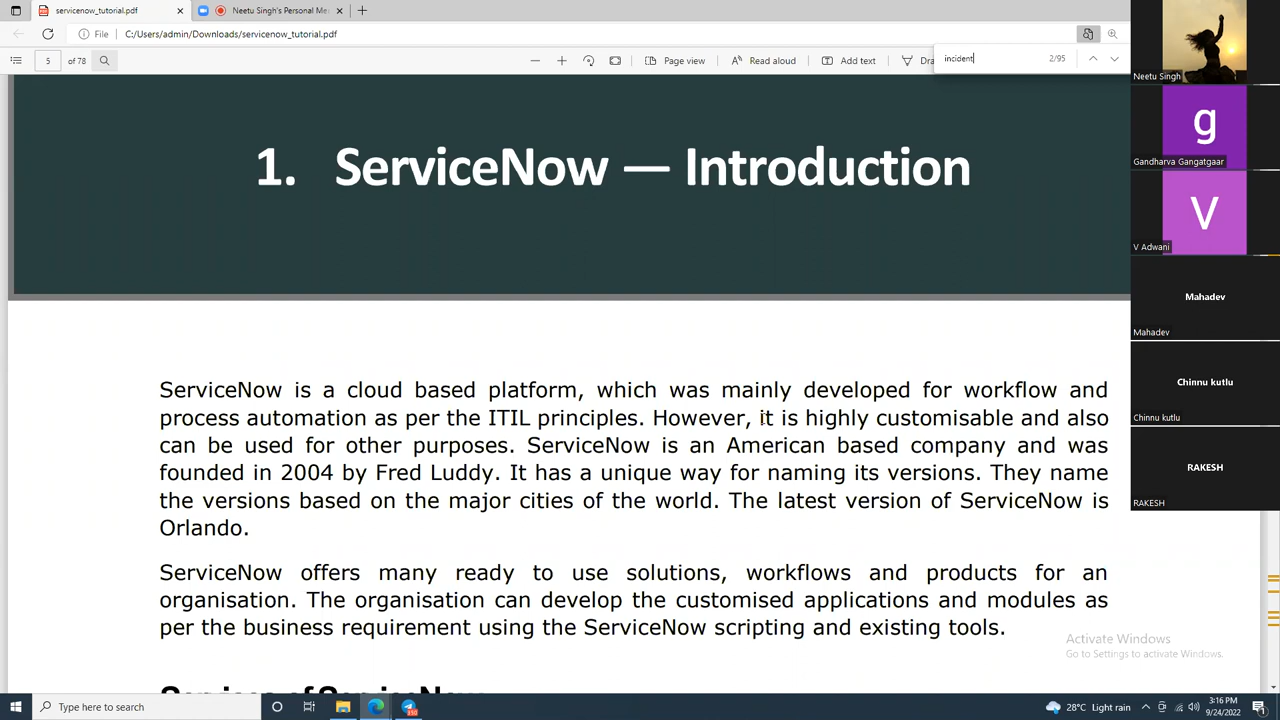 servicenow_tutorial.pdf
Neetu Singh's Personal Me
File
C:/Users/admin/Downloads/servicenow_tutorial.pdf
5 of 78
Page view
Read aloud
Add text
Dra
incident
2/95
1. ServiceNow — Introduction
ServiceNow is a cloud based platform, which was mainly developed for workflow and
process automation as per the ITIL principles. However, it is highly customisable and also
can be used for other purposes. ServiceNow is an American based company and was
founded in 2004 by Fred Luddy. It has a unique way for naming its versions. They name
the versions based on the major cities of the world. The latest version of ServiceNow is
Orlando.
ServiceNow offers many ready to use solutions, workflows and products for an
organisation. The organisation can develop the customised applications and modules as
per the business requirement using the ServiceNow scripting and existing tools.
Services of ServiceNow
Activate Windows
Go to Settings to activate Windows.
Neetu Singh
g
Gandharva Gangatgaar
V
V Adwani
Mahadev
Mahadev
Chinnu kutlu
Chinnu kutlu
RAKESH
RAKESH
Type here to search
28°C Light rain
3:16 PM
9/24/2022